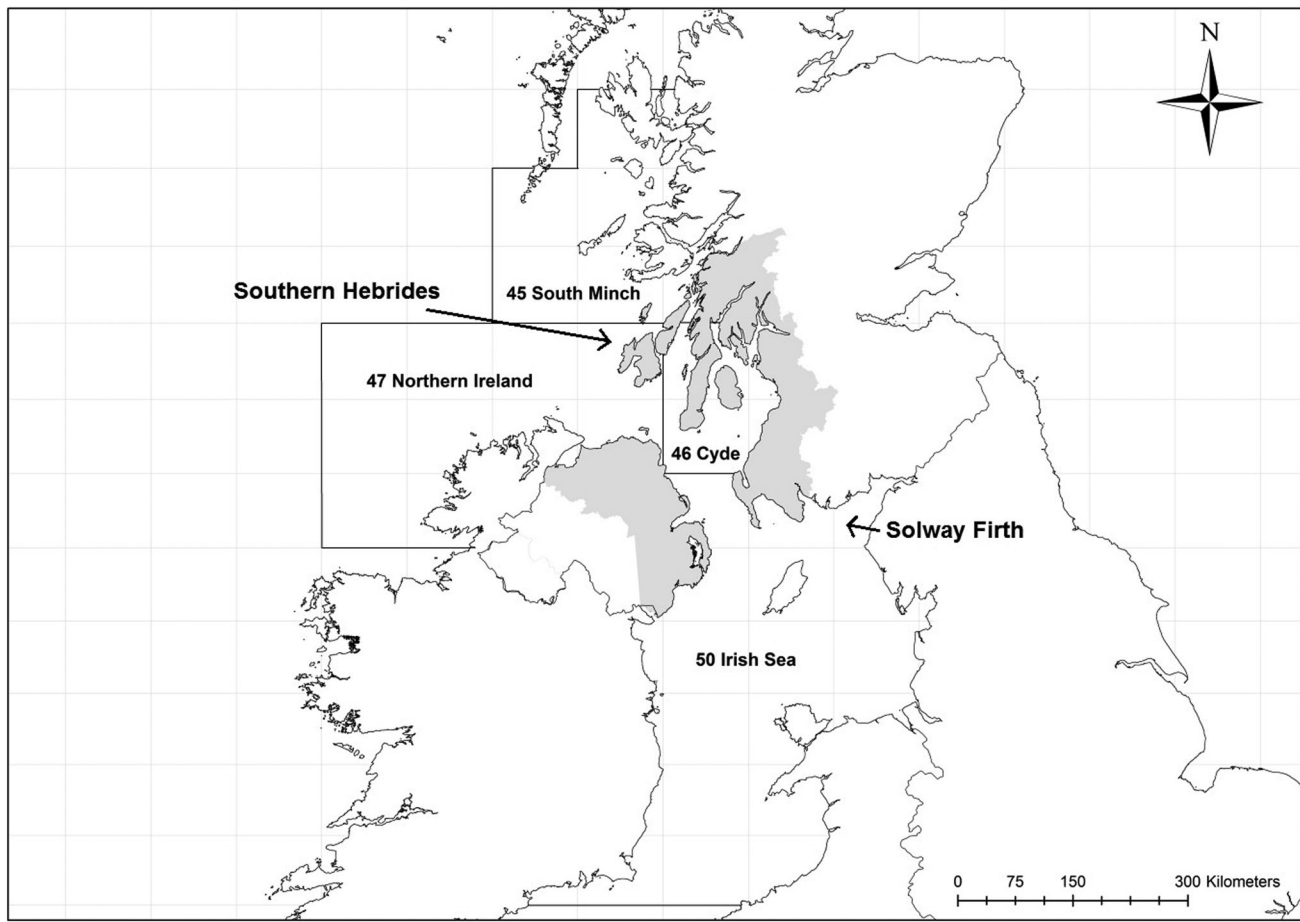 N
Southern Hebrides
45 South Minch
47 Northern Ireland
46 Cyde
Solway Firth
50 Irish Sea
0 75 150 300 Kilometers